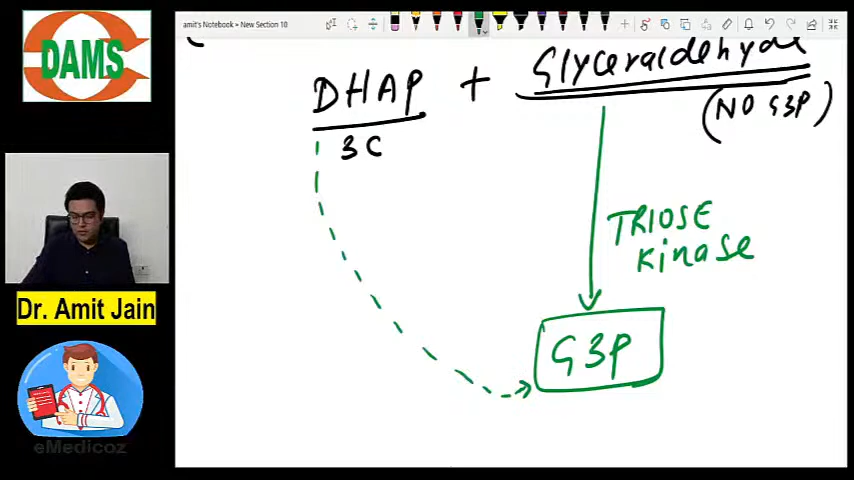 amit's Notebook > New Section 10
DAMS
DHAP + Glyceraldehyde
3C
(NO G3P)
TRIOSE
Kinase
G3P
Dr. Amit Jain
eMedicoz